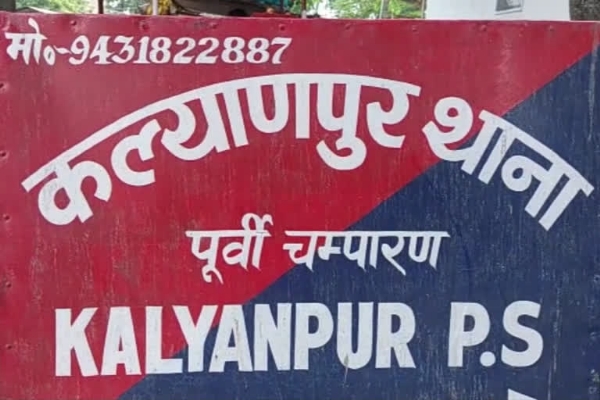 मो०-9431822887
कल्याणपुर थाना
पूर्वी चम्पारण
KALYANPUR P.S